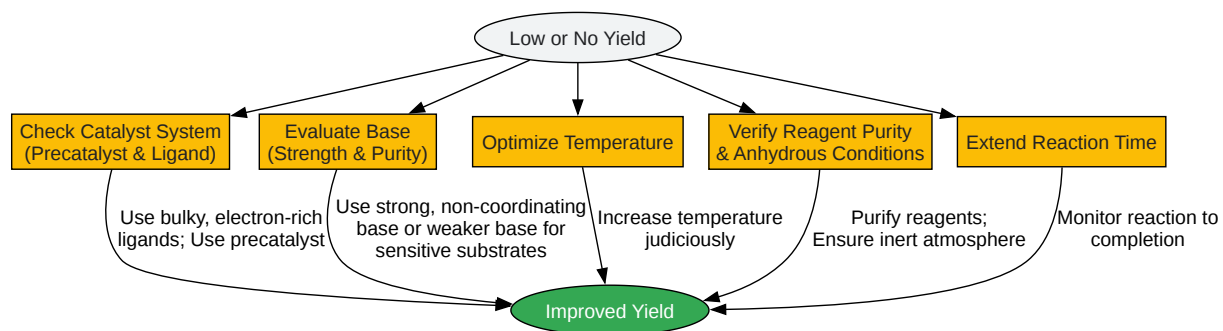 Low or No Yield
Check Catalyst System
(Precatalyst & Ligand)
Evaluate Base
(Strength & Purity)
Optimize Temperature
Verify Reagent Purity
& Anhydrous Conditions
Extend Reaction Time
Use bulky, electron-rich
ligands; Use precatalyst
Use strong, non-coordinating
base or weaker base for
sensitive substrates
Increase temperature
judiciously
Purify reagents;
Ensure inert atmosphere
Monitor reaction to
completion
Improved Yield